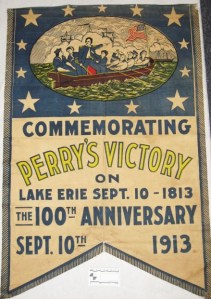 COMMEMORATING
PERRY'S VICTORY
ON
LAKE ERIE SEPT. 10 - 1813
THE 100TH ANNIVERSARY
SEPT. 10TH 1913